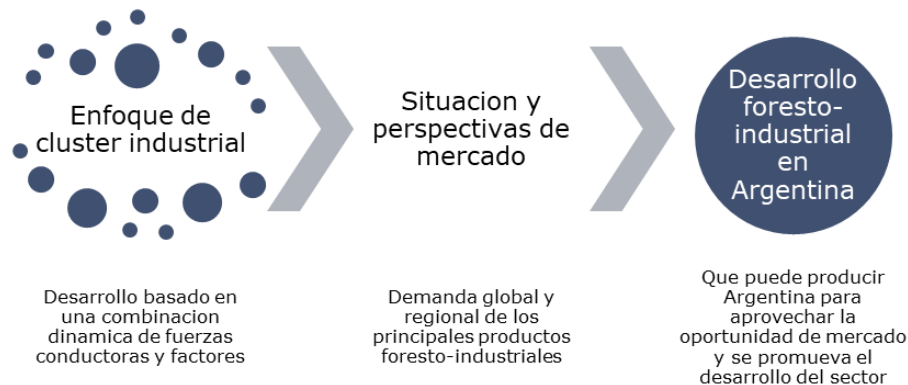 Enfoque de
cluster industrial
Situacion y
perspectivas de
mercado
Desarrollo
foresto-
industrial
en
Argentina
Desarrollo basado en
una combinacion
dinamica de fuerzas
conductoras y factores
Demanda global y
regional de los
principales productos
foresto-industriales
Que puede producir
Argentina para
aprovechar la
oportunidad de mercado
y se promueva el
desarrollo del sector